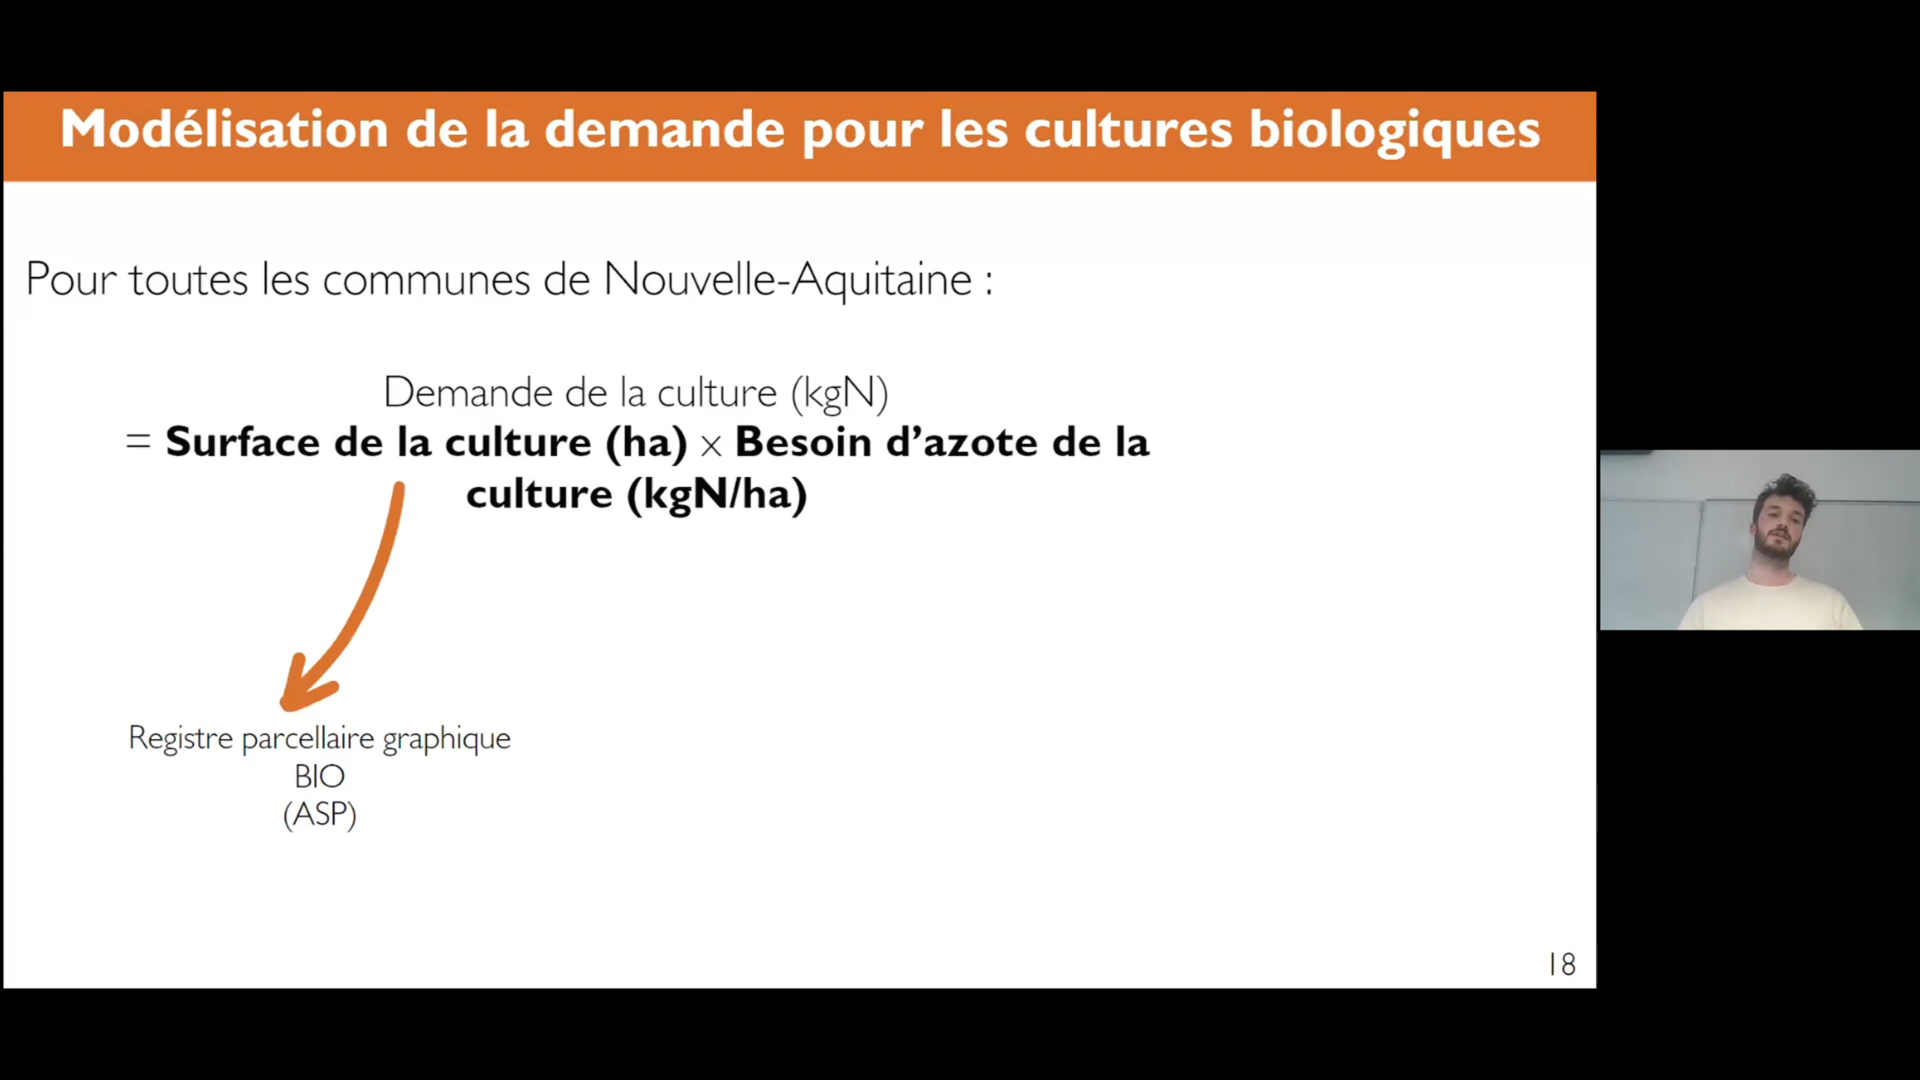 Modélisation de la demande pour les cultures biologiques
Pour toutes les communes de Nouvelle-Aquitaine :
Demande de la culture (kgN)
= Surface de la culture (ha) × Besoin d’azote de la
culture (kgN/ha)
Registre parcellaire graphique
BIO
(ASP)
18